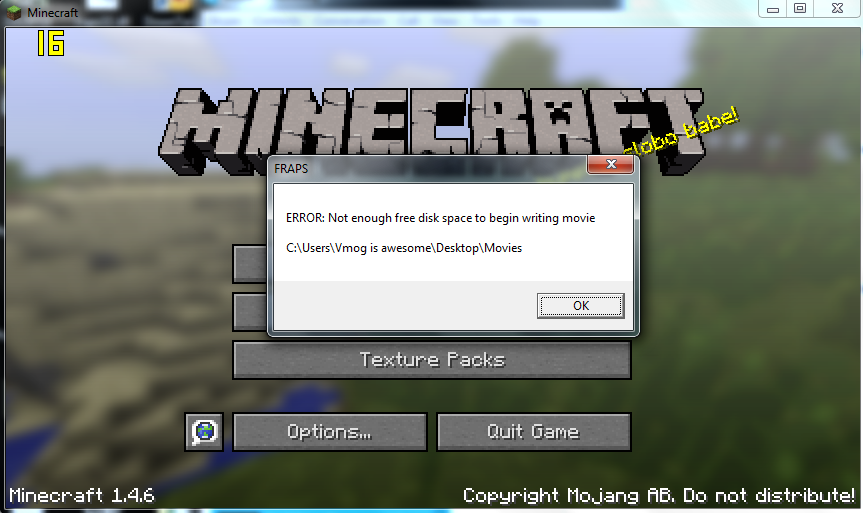 Minecraft
16
MINECRAFT
globo babe!
FRAPS
ERROR: Not enough free disk space to begin writing movie
C:\Users\Vmog is awesome\Desktop\Movies
OK
Texture Packs
Options...
Quit Game
Minecraft 1.4.6
Copyright Mojang AB. Do not distribute!